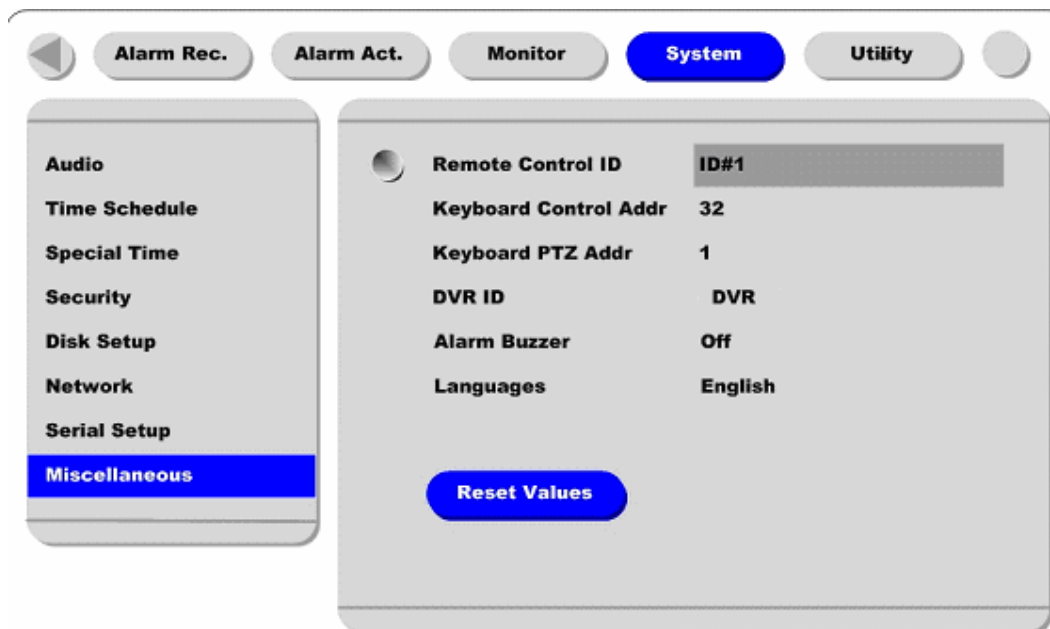 Alarm Rec. Alarm Act. Monitor System Utility
Audio
Time Schedule
Special Time
Security
Disk Setup
Network
Serial Setup
Miscellaneous
Remote Control ID ID#1
Keyboard Control Addr 32
Keyboard PTZ Addr 1
DVR ID DVR
Alarm Buzzer Off
Languages English
Reset Values